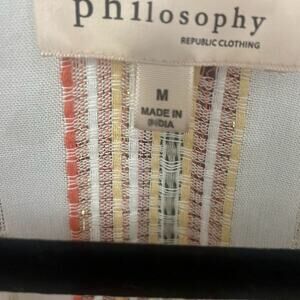 philosophy
REPUBLIC CLOTHING
M
MADE IN
INDIA